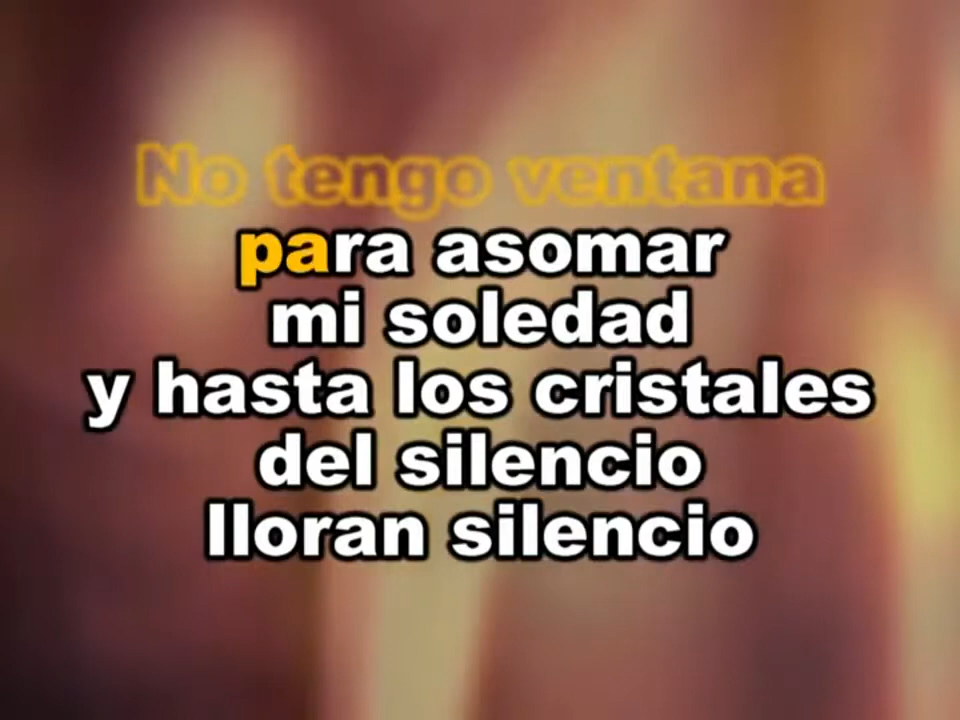 No tengo ventana
para asomar
mi soledad
y hasta los cristales
del silencio
lloran silencio